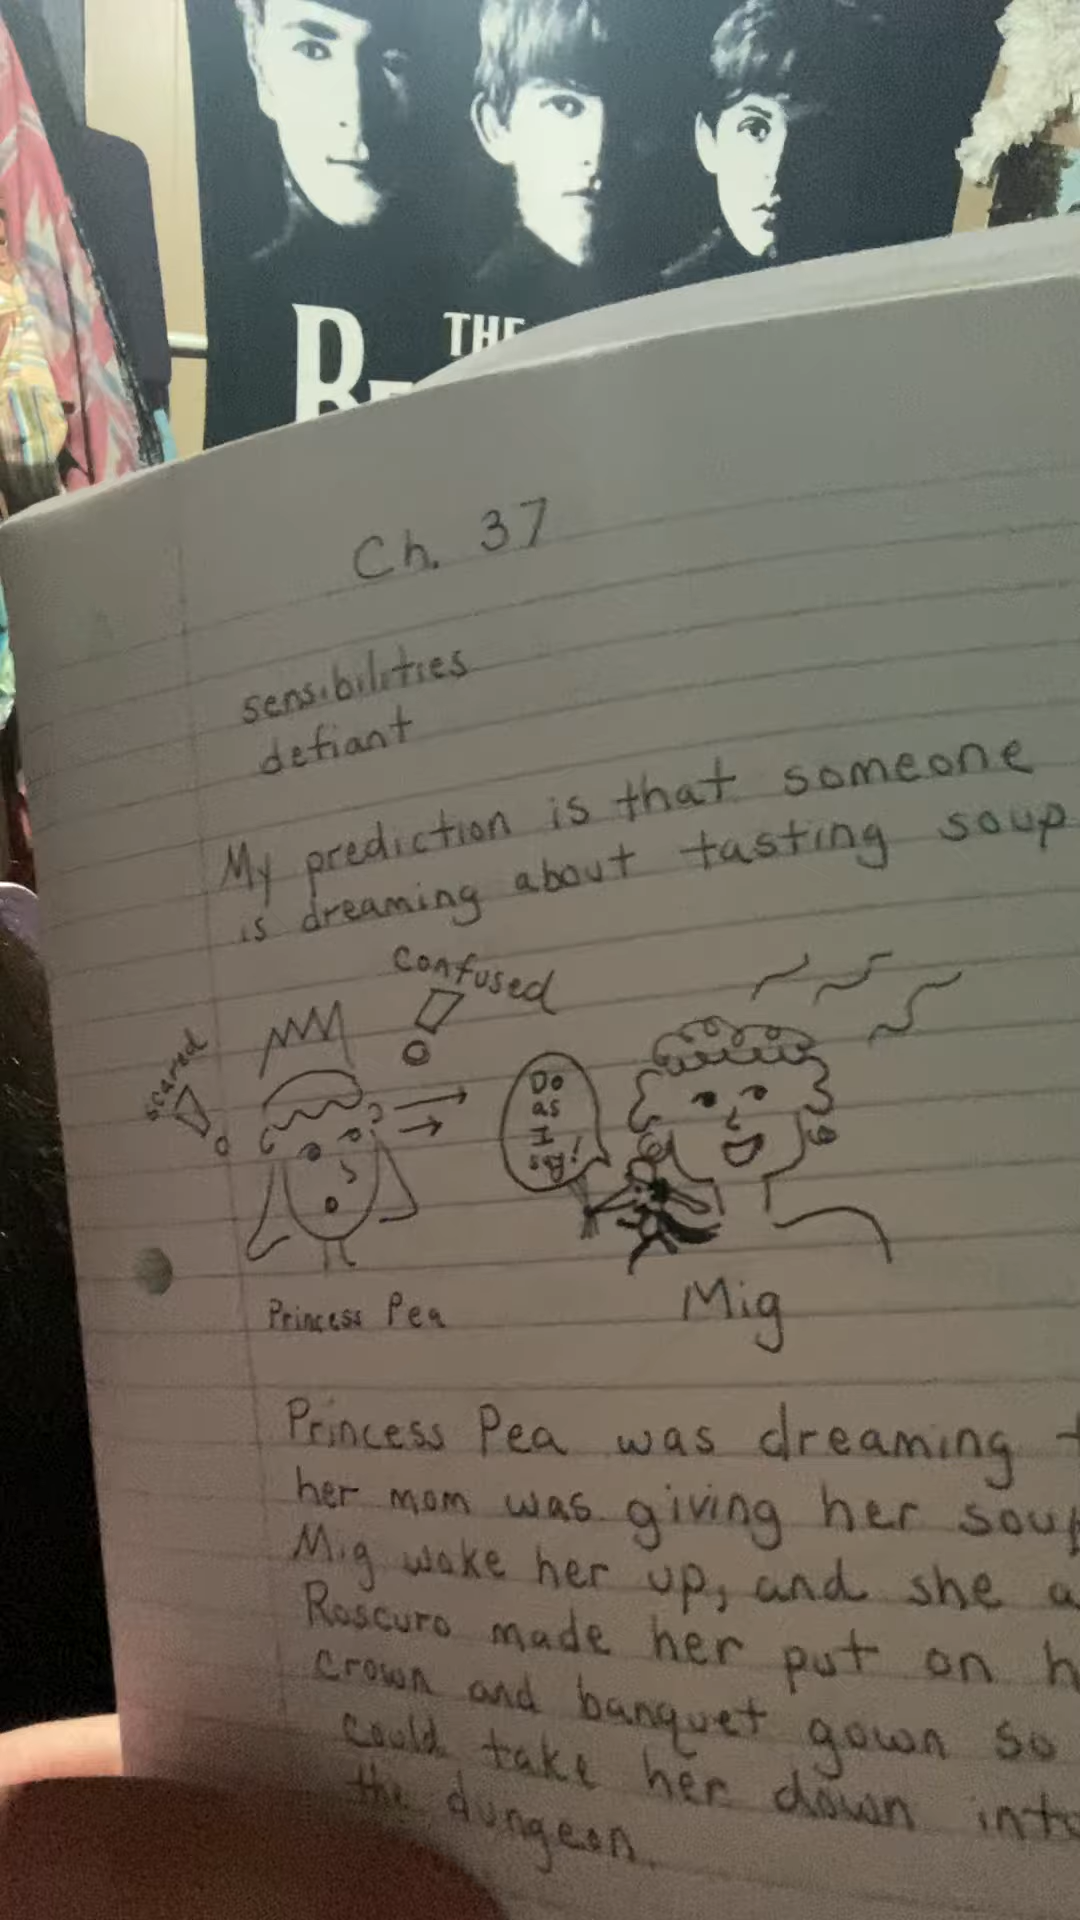 THE
Ch. 37
sensibilities
defiant
My prediction is that someone
is dreaming about tasting soup
confused
scared
Do
as
I
say!
Princess Pea
Mig
Princess Pea was dreaming
her mom was giving her soup
Mig woke her up, and she
Roscuro made her put on
crown and banquet gown so
could take her down into
the dungeon.